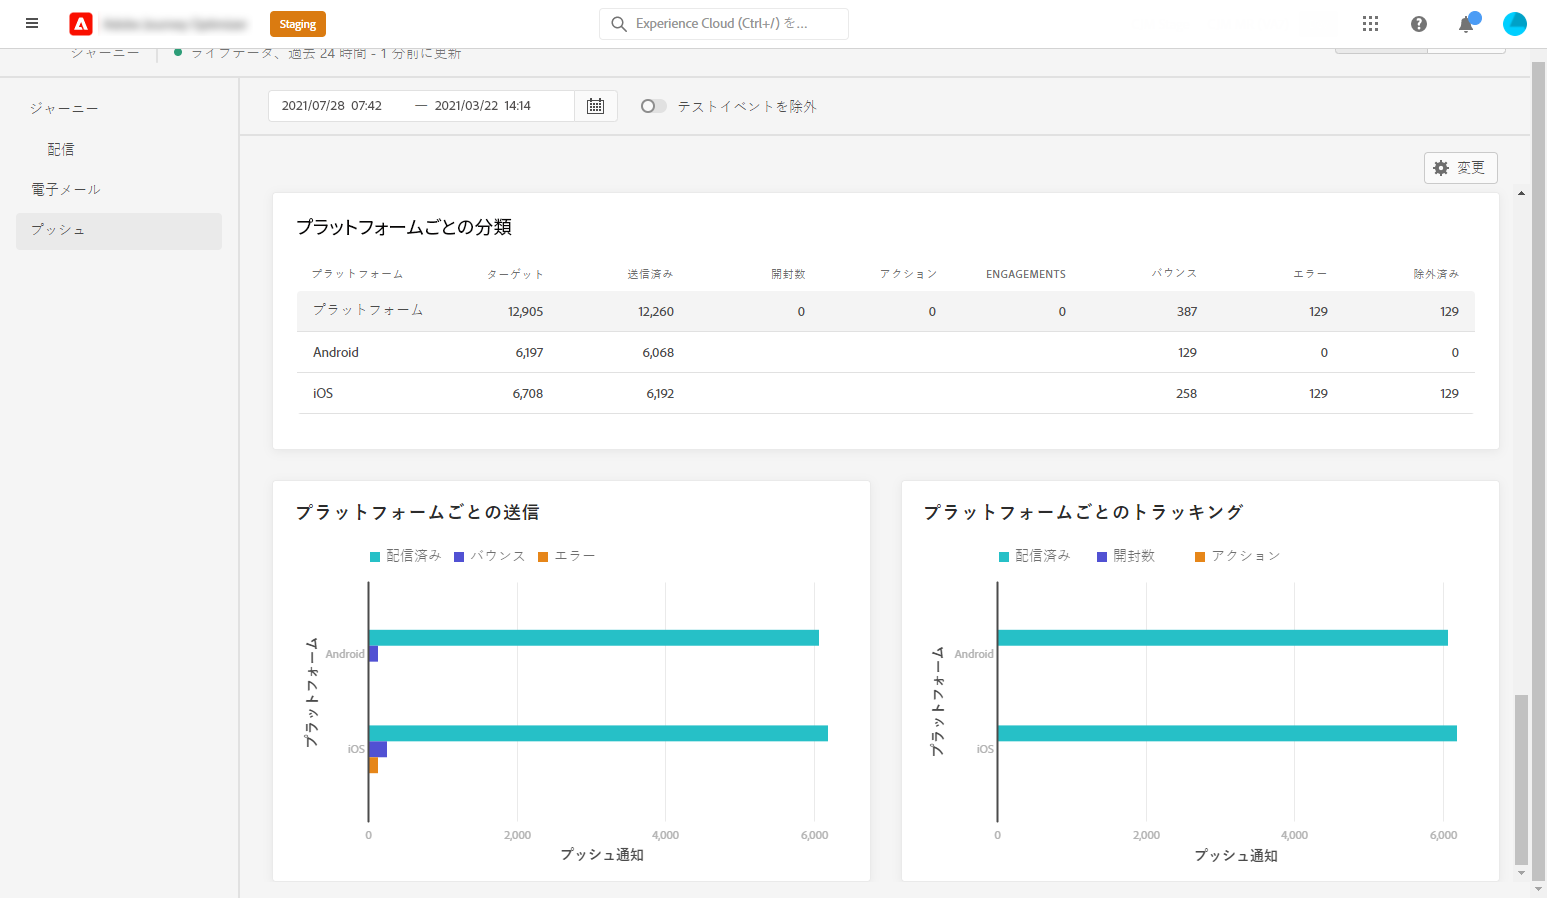 Staging
Experience Cloud (Ctrl+/) を...
ジャーニー
ライブデータ、過去 24 時間 - 1 分前に更新
ジャーニー
配信
電子メール
プッシュ
2021/07/28 07:42 — 2021/03/22 14:14
テストイベントを除外
変更
プラットフォームごとの分類
プラットフォーム ターゲット 送信済み 開封数 アクション ENGAGEMENTS バウンス エラー 除外済み
プラットフォーム 12,905 12,260 0 0 0 387 129 129
Android 6,197 6,068 129 0 0
iOS 6,708 6,192 258 129 129
プラットフォームごとの送信
配信済み バウンス エラー
プラットフォーム
Android
iOS
0 2,000 4,000 6,000
プッシュ通知
プラットフォームごとのトラッキング
配信済み 開封数 アクション
プラットフォーム
Android
iOS
0 2,000 4,000 6,000
プッシュ通知